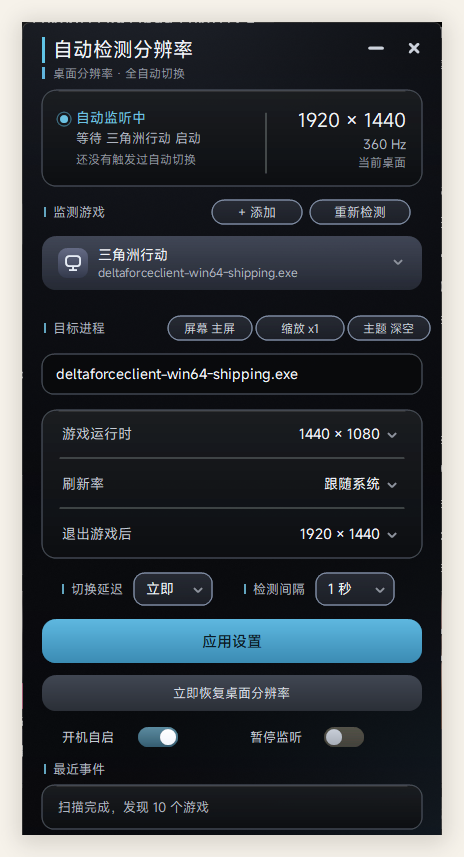 自动检测分辨率
桌面分辨率 · 全自动切换
自动监听中
等待 三角洲行动 启动
还没有触发过自动切换
1920 × 1440
360 Hz
当前桌面
监测游戏
+ 添加
重新检测
三角洲行动
deltaforceclient-win64-shipping.exe
目标进程
屏幕 主屏
缩放 x1
主题 深空
deltaforceclient-win64-shipping.exe
游戏运行时
1440 × 1080
刷新率
跟随系统
退出游戏后
1920 × 1440
切换延迟
立即
检测间隔
1 秒
应用设置
立即恢复桌面分辨率
开机自启
暂停监听
最近事件
扫描完成，发现 10 个游戏